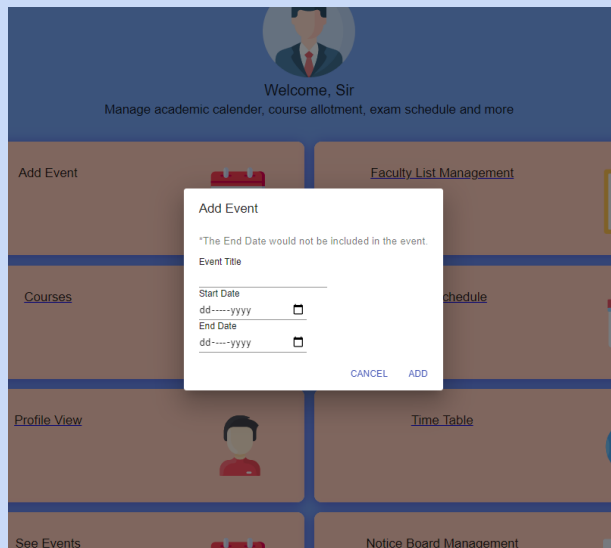 Welcome, Sir
Manage academic calender, course allotment, exam schedule and more
Add Event
Faculty List Management
Add Event
*The End Date would not be included in the event.
Event Title
Courses
Start Date
chedule
dd-----yyyy
End Date
dd-----yyyy
CANCEL ADD
Profile View
Time Table
See Events
Notice Board Management